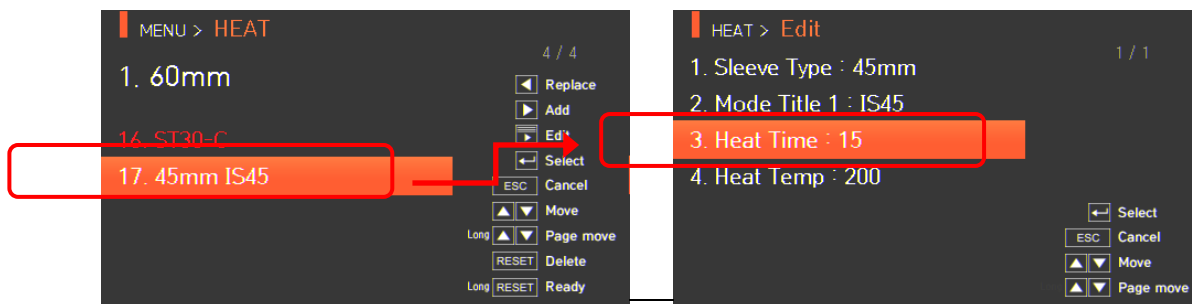 MENU > HEAT
4 / 4
1. 60mm
16. ST30-C
17. 45mm IS45
Replace
Add
Edit
Select
ESC Cancel
Move
Long Page move
RESET Delete
Long RESET Ready
HEAT > Edit
1 / 1
1. Sleeve Type : 45mm
2. Mode Title 1 : IS45
3. Heat Time : 15
4. Heat Temp : 200
Select
ESC Cancel
Move
Page move